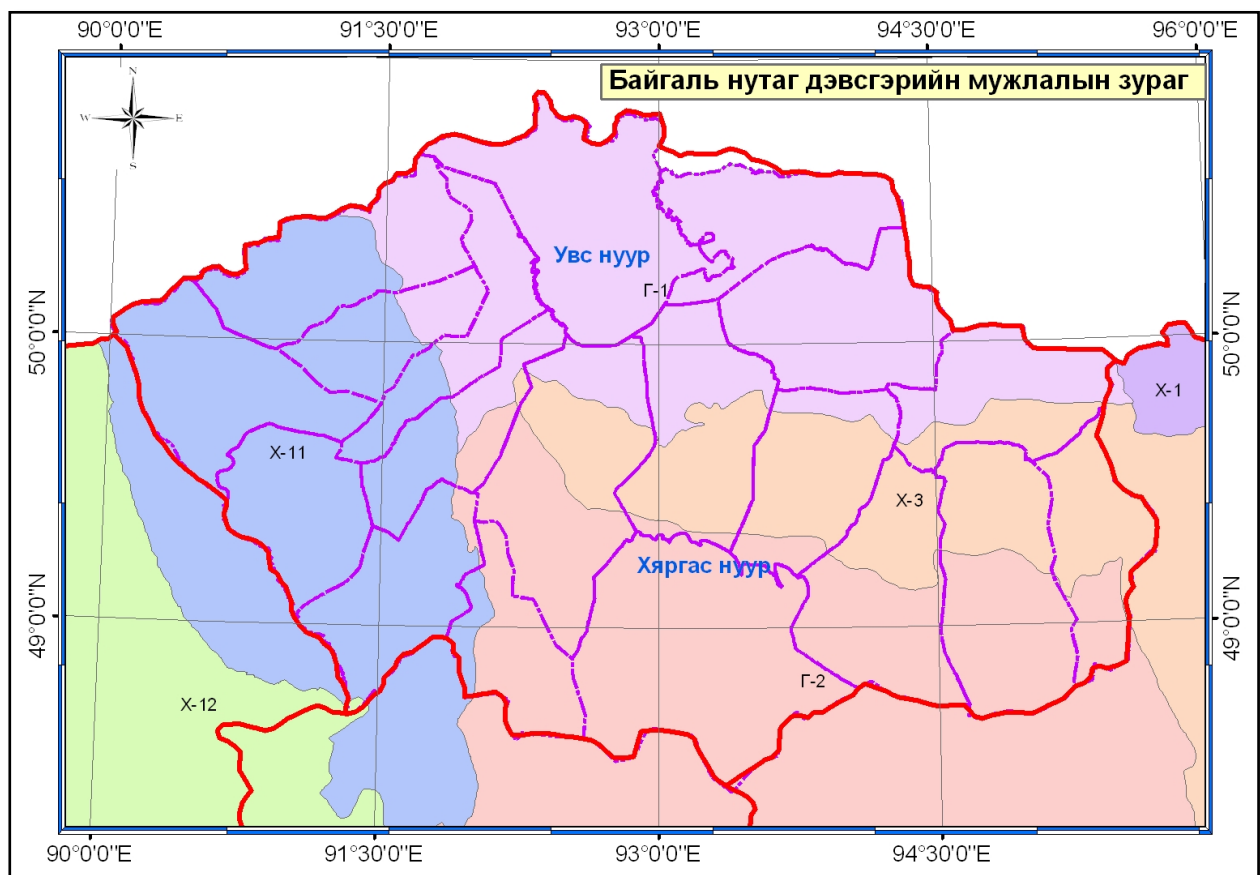 90°0'0"E 91°30'0"E 93°0'0"E 94°30'0"E 96°0'0"E
Байгаль нутаг дэвсгэрийн мужлалын зураг
N
W E
S
Увс нуур
Г-1
50°0'0"N 50°0'0"N
Х-1
Х-11
Х-3
Хяргас нуур
49°0'0"N 49°0'0"N
Г-2
Х-12
90°0'0"E 91°30'0"E 93°0'0"E 94°30'0"E